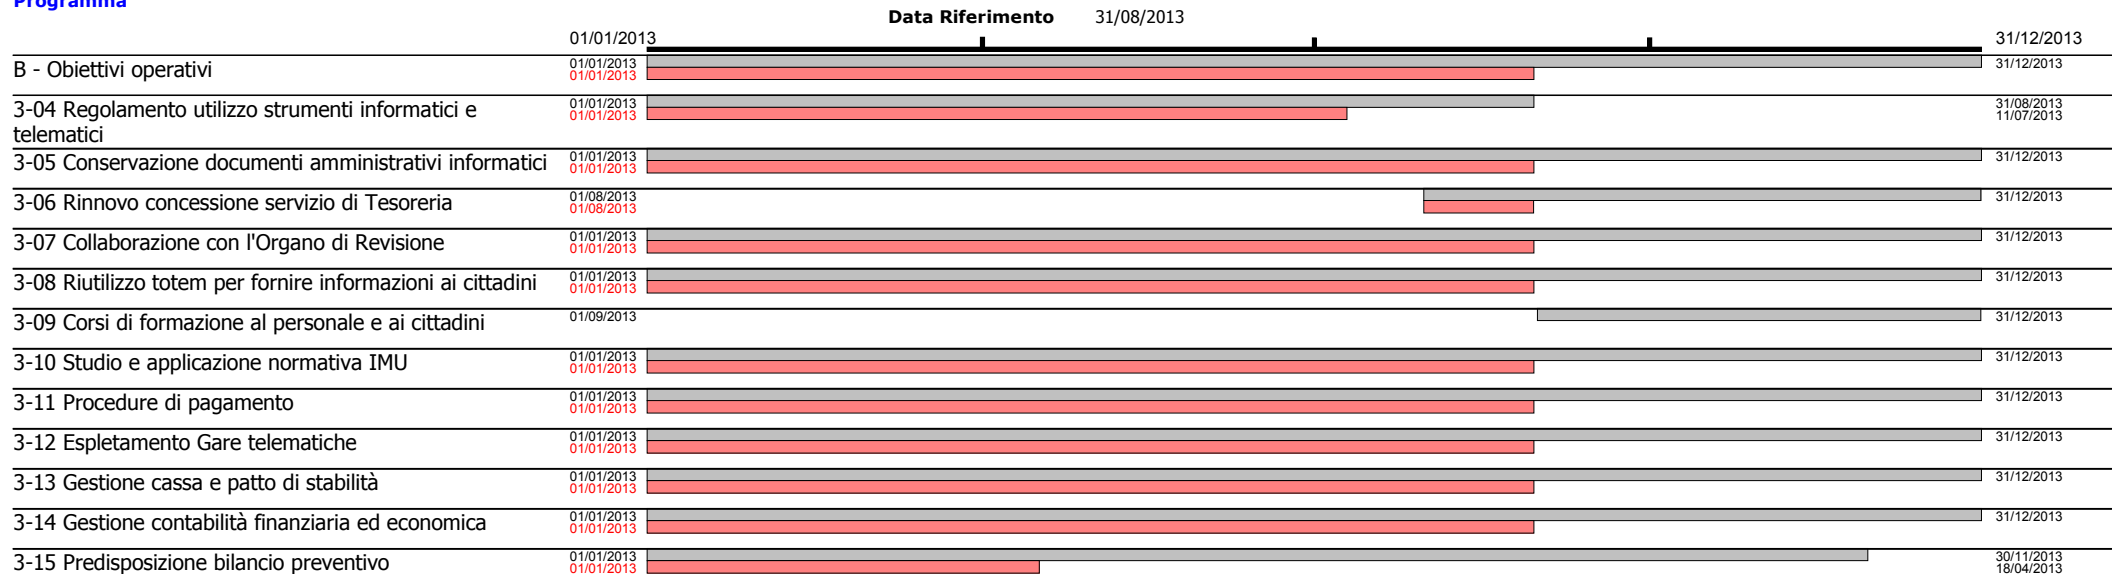 Programma
Data Riferimento 31/08/2013
01/01/2013 31/12/2013
B - Obiettivi operativi 01/01/2013 31/12/2013
01/01/2013
3-04 Regolamento utilizzo strumenti informatici e 01/01/2013 31/08/2013
telematici 01/01/2013 11/07/2013
3-05 Conservazione documenti amministrativi informatici 01/01/2013 31/12/2013
01/01/2013
3-06 Rinnovo concessione servizio di Tesoreria 01/08/2013 31/12/2013
01/08/2013
3-07 Collaborazione con l'Organo di Revisione 01/01/2013 31/12/2013
01/01/2013
3-08 Riutilizzo totem per fornire informazioni ai cittadini 01/01/2013 31/12/2013
01/01/2013
3-09 Corsi di formazione al personale e ai cittadini 01/09/2013 31/12/2013
3-10 Studio e applicazione normativa IMU 01/01/2013 31/12/2013
01/01/2013
3-11 Procedure di pagamento 01/01/2013 31/12/2013
01/01/2013
3-12 Espletamento Gare telematiche 01/01/2013 31/12/2013
01/01/2013
3-13 Gestione cassa e patto di stabilità 01/01/2013 31/12/2013
01/01/2013
3-14 Gestione contabilità finanziaria ed economica 01/01/2013 31/12/2013
01/01/2013
3-15 Predisposizione bilancio preventivo 01/01/2013 30/11/2013
01/01/2013 18/04/2013